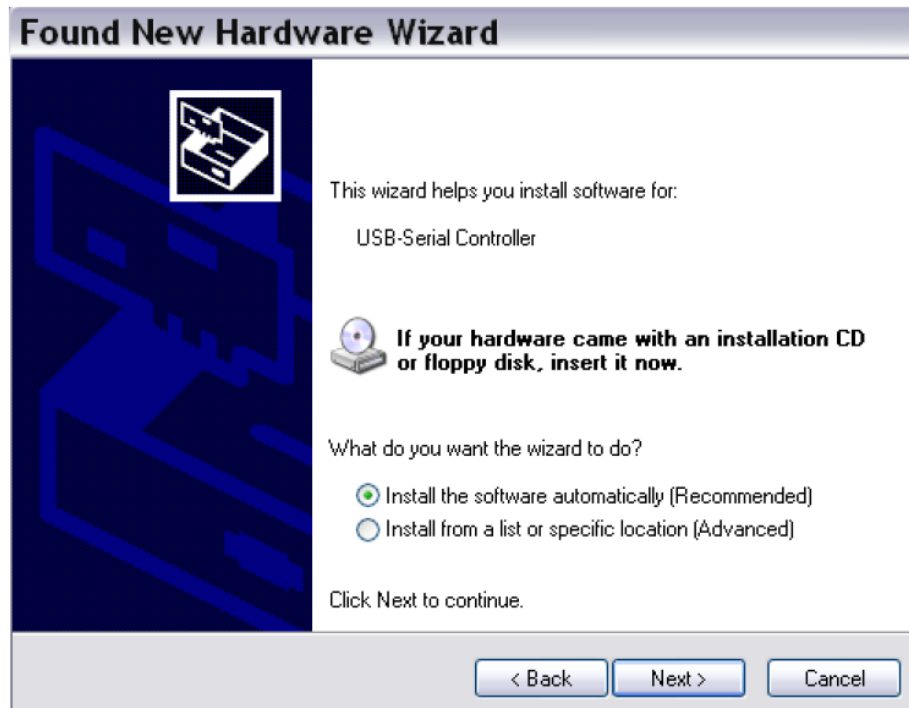 Found New Hardware Wizard
This wizard helps you install software for:
USB-Serial Controller
If your hardware came with an installation CD
or floppy disk, insert it now.
What do you want the wizard to do?
Install the software automatically (Recommended)
Install from a list or specific location (Advanced)
Click Next to continue.
< Back Next > Cancel